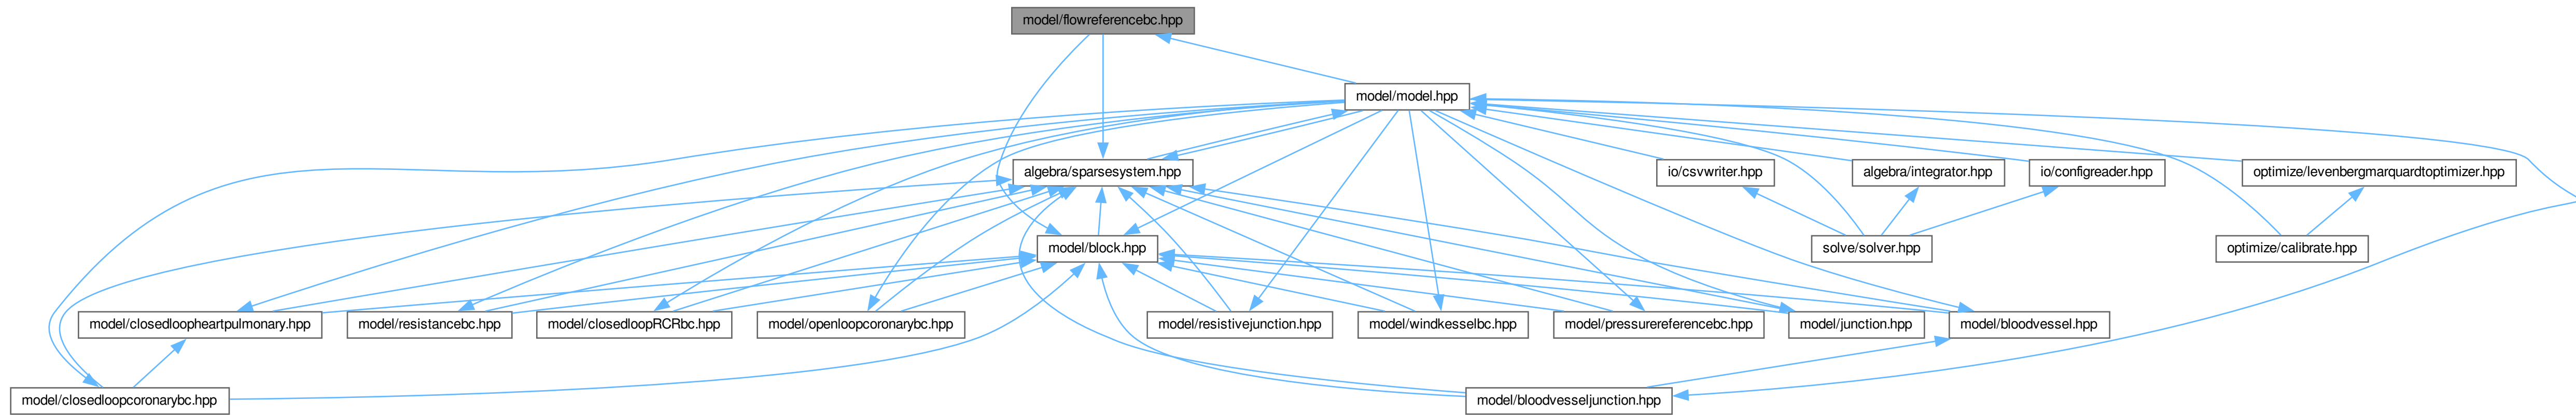 model/flowreferencebc.hpp
model/model.hpp
algebra/sparsesystem.hpp
io/csvwriter.hpp
algebra/integrator.hpp
io/configreader.hpp
optimize/levenbergmarquardtoptimizer.hpp
model/block.hpp
solve/solver.hpp
optimize/calibrate.hpp
model/closedloopheartpulmonary.hpp
model/resistancebc.hpp
model/closedloopRCRbc.hpp
model/openloopcoronarybc.hpp
model/resistivejunction.hpp
model/windkesselbc.hpp
model/pressurereferencebc.hpp
model/junction.hpp
model/bloodvessel.hpp
model/closedloopcoronarybc.hpp
model/bloodvesseljunction.hpp